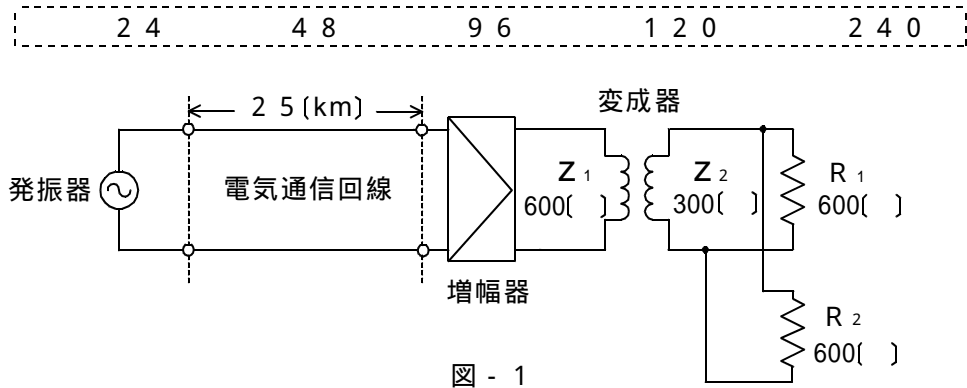 24 48 96 120 240
25〔km〕
変成器
発振器
電気通信回線
Z1
600〔 〕
Z2
300〔 〕
R1
600〔 〕
増幅器
R2
600〔 〕
図-1